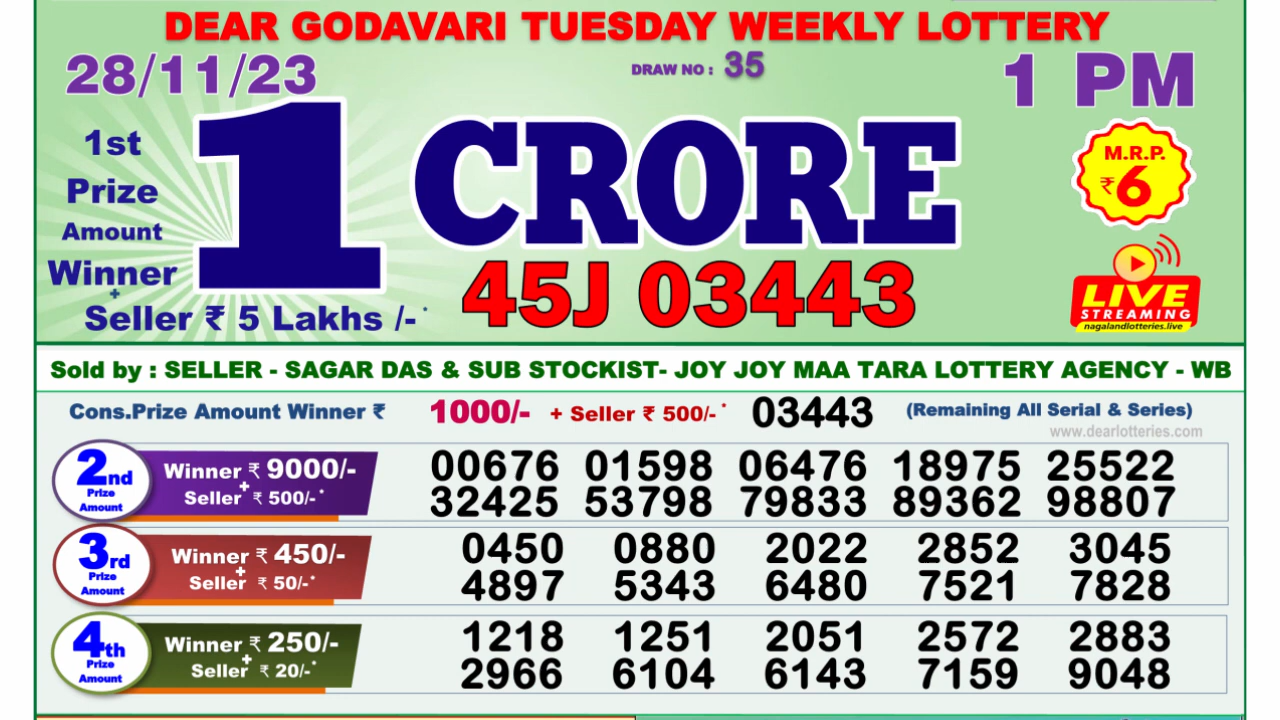 DEAR GODAVARI TUESDAY WEEKLY LOTTERY
28/11/23
DRAW NO : 35
1 PM
1st
Prize
Amount
Winner
+
Seller ₹ 5 Lakhs /-*
1 CRORE
45J 03443
M.R.P.
₹6
LIVE
STREAMING
nagalandlotteries.live
Sold by : SELLER - SAGAR DAS & SUB STOCKIST- JOY JOY MAA TARA LOTTERY AGENCY - WB
Cons.Prize Amount Winner ₹ 1000/- + Seller ₹ 500/-* 03443 (Remaining All Serial & Series)
www.dearlotteries.com
2nd
Prize
Amount
Winner ₹ 9000/-
+
Seller ₹ 500/-*
00676 01598 06476 18975 25522
32425 53798 79833 89362 98807
3rd
Prize
Amount
Winner ₹ 450/-
+
Seller ₹ 50/-*
0450 0880 2022 2852 3045
4897 5343 6480 7521 7828
4th
Prize
Amount
Winner ₹ 250/-
+
Seller ₹ 20/-*
1218 1251 2051 2572 2883
2966 6104 6143 7159 9048